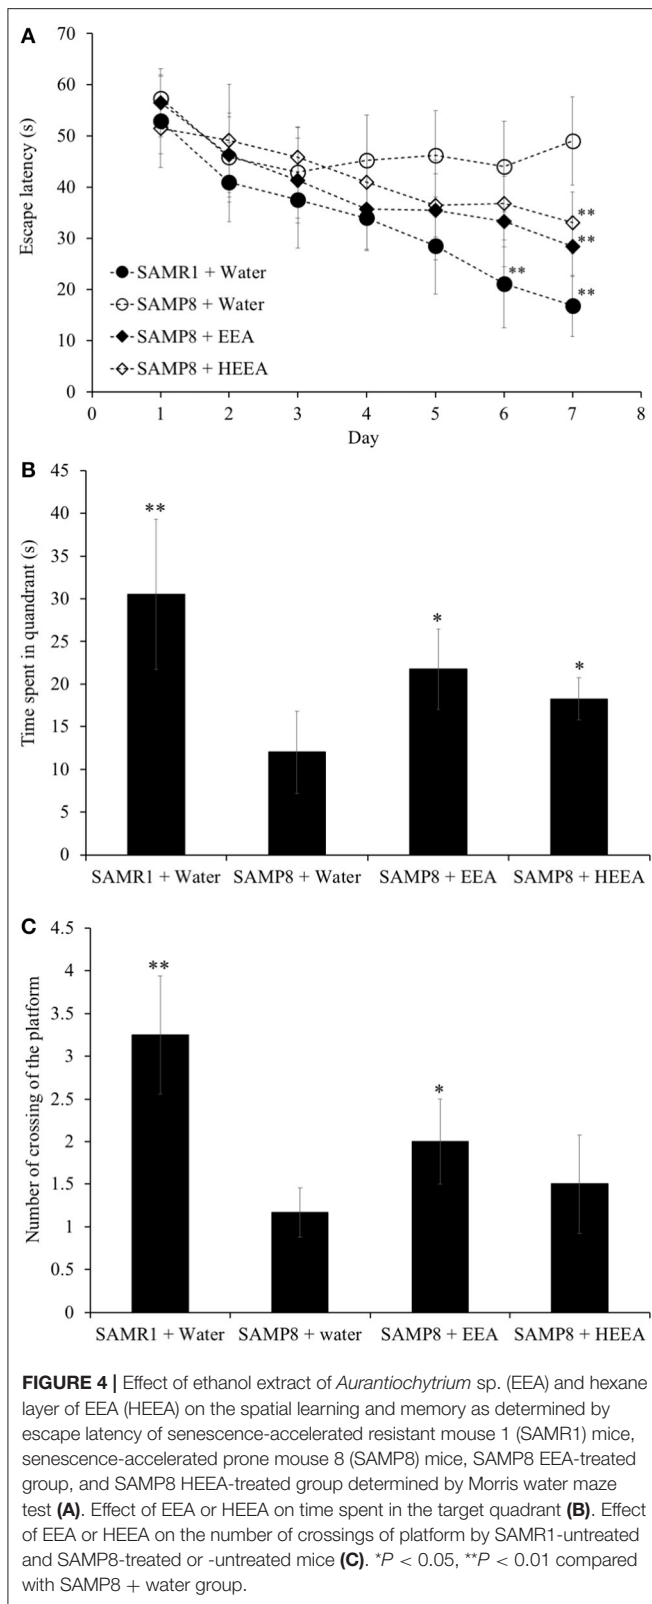 A
70
60
50
40
30
20
10
0
Escape latency (s)
**
**
**
**
SAMR1 + Water
SAMP8 + Water
SAMP8 + EEA
SAMP8 + HEEA
0 1 2 3 4 5 6 7 8
Day
B
45
40
35
30
25
20
15
10
5
0
Time spent in quandrant (s)
**
*
*
SAMR1 + Water SAMP8 + Water SAMP8 + EEA SAMP8 + HEEA
C
4.5
4
3.5
3
2.5
2
1.5
1
0.5
0
Number of crossing of the platform
**
*
SAMR1 + Water SAMP8 + water SAMP8 + EEA SAMP8 + HEEA
FIGURE 4 | Effect of ethanol extract of Aurantiochytrium sp. (EEA) and hexane
layer of EEA (HEEA) on the spatial learning and memory as determined by
escape latency of senescence-accelerated resistant mouse 1 (SAMR1) mice,
senescence-accelerated prone mouse 8 (SAMP8) mice, SAMP8 EEA-treated
group, and SAMP8 HEEA-treated group determined by Morris water maze
test (A). Effect of EEA or HEEA on time spent in the target quadrant (B). Effect
of EEA or HEEA on the number of crossings of platform by SAMR1-untreated
and SAMP8-treated or -untreated mice (C). *P < 0.05, **P < 0.01 compared
with SAMP8 + water group.